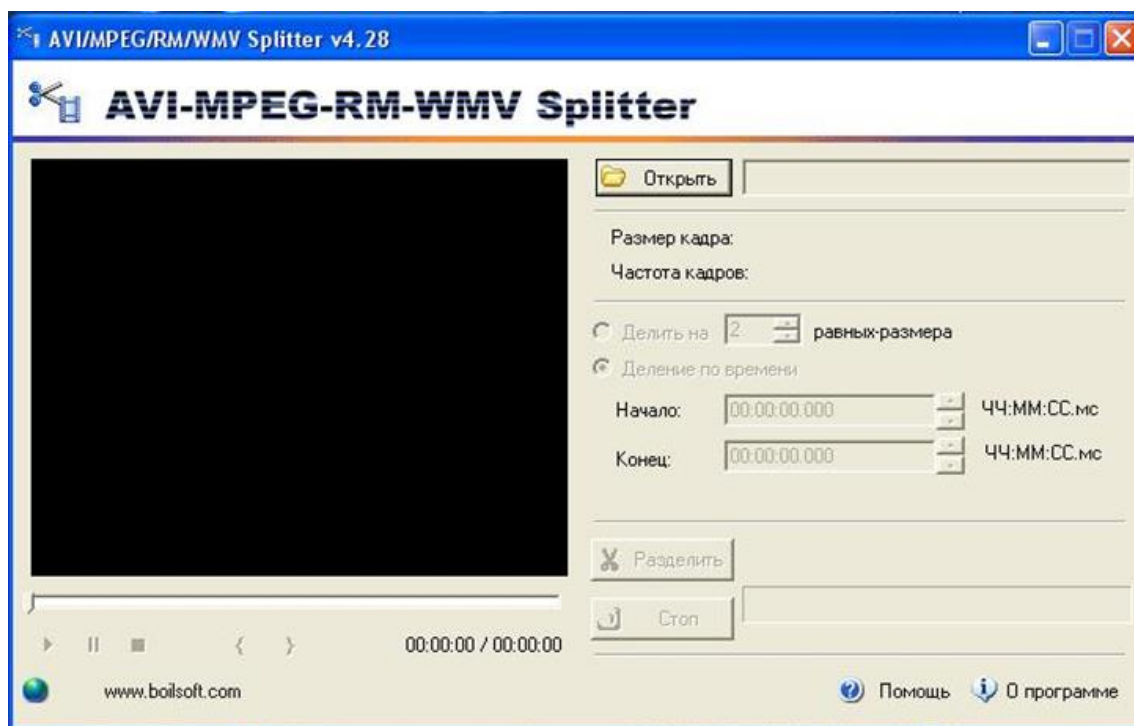 AVI/MPEG/RM/WMV Splitter v4.28
AVI-MPEG-RM-WMV Splitter
Открыть
Размер кадра:
Частота кадров:
Делить на 2 равных-размера
Деление по времени
Начало: 00:00:00.000 ЧЧ:ММ:СС.мс
Конец: 00:00:00.000 ЧЧ:ММ:СС.мс
Разделить
Стоп
{ } 00:00:00 / 00:00:00
www.boilsoft.com
Помощь
О программе